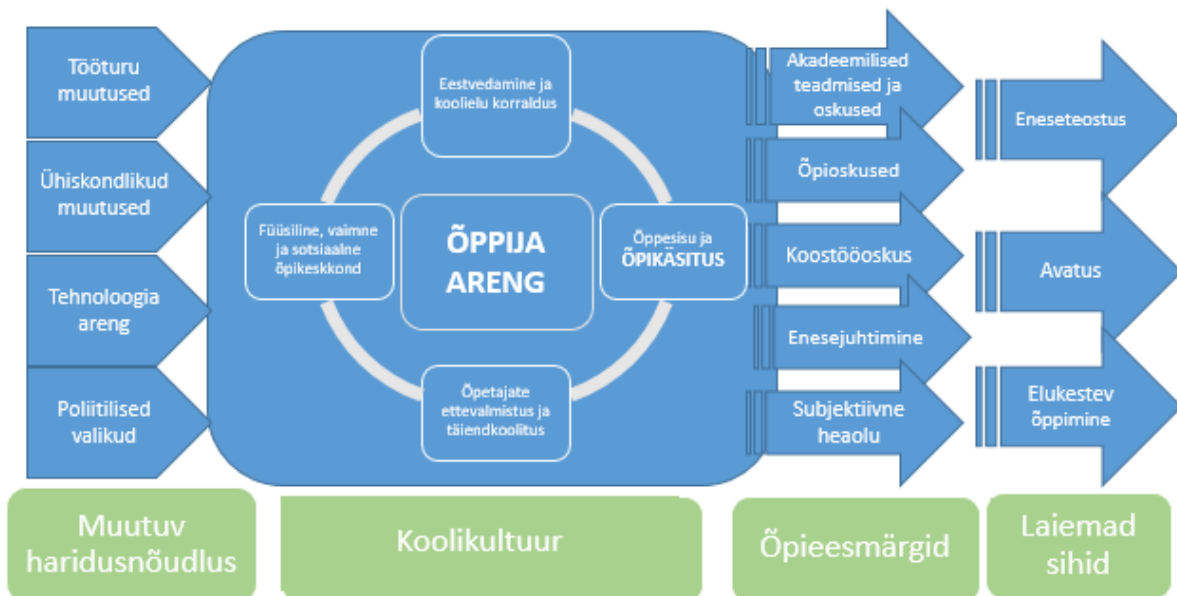 Tööturu
muutused
Ühiskondlikud
muutused
Tehnoloogia
areng
Poliitilised
valikud
Eestvedamine ja
koolielu korraldus
Füüsiline, vaimne
ja sotsiaalne
õpikeskkond
ÕPPIJA
ARENG
Õppesisu ja
ÕPIKÄSITUS
Õpetajate
ettevalmistus ja
täiendkoolitus
Akadeemilised
teadmised ja
oskused
Õpioskused
Koostööoskus
Enesejuhtimine
Subjektiivne
heaolu
Eneseteostus
Avatus
Elukestev
õppimine
Muutuv
haridusnõudlus
Koolikultuur
Õpieesmärgid
Laiemad
sihid